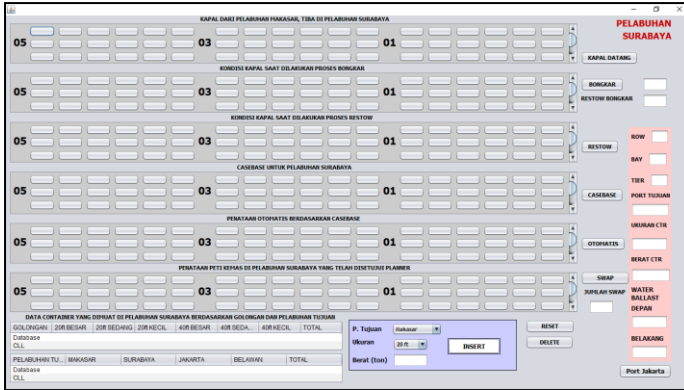 KAPAL DARI PELABUHAN MAKASAR, TIBA DI PELABUHAN SURABAYA
PELABUHAN
SURABAYA
05 03 01
KAPAL DATANG
KONDISI KAPAL SAAT DILAKUKAN PROSES BONGKAR
05 03 01
BONGKAR
RESTOW BONGKAR
KONDISI KAPAL SAAT DILAKUKAN PROSES RESTOW
05 03 01
RESTOW
ROW
BAY
CASEBASE UNTUK PELABUHAN SURABAYA
05 03 01
CASEBASE
TIER
PORT TUJUAN
PENATAAN OTOMATIS BERDASARKAN CASEBASE
05 03 01
OTOMATIS
UKURAN CTR
BERAT CTR
PENATAAN PETI KEMAS DI PELABUHAN SURABAYA YANG TELAH DISETUJUI PLANNER
05 03 01
SWAP
JUMLAH SWAP
WATER
BALLAST
DEPAN
BELAKANG
DATA CONTAINER YANG DIMUAT DI PELABUHAN SURABAYA BERDASARKAN GOLONGAN DAN PELABUHAN TUJUAN
GOLONGAN 20ft BESAR 20ft SEDANG 20ft KECIL 40ft BESAR 40ft SEDA... 40ft KECIL TOTAL
Database
CLL
PELABUHAN TU... MAKASAR SURABAYA JAKARTA BELAWAN TOTAL
Database
CLL
P. Tujuan Makasar
Ukuran 20 ft
Berat (ton)
INSERT
RESET
DELETE
Port Jakarta